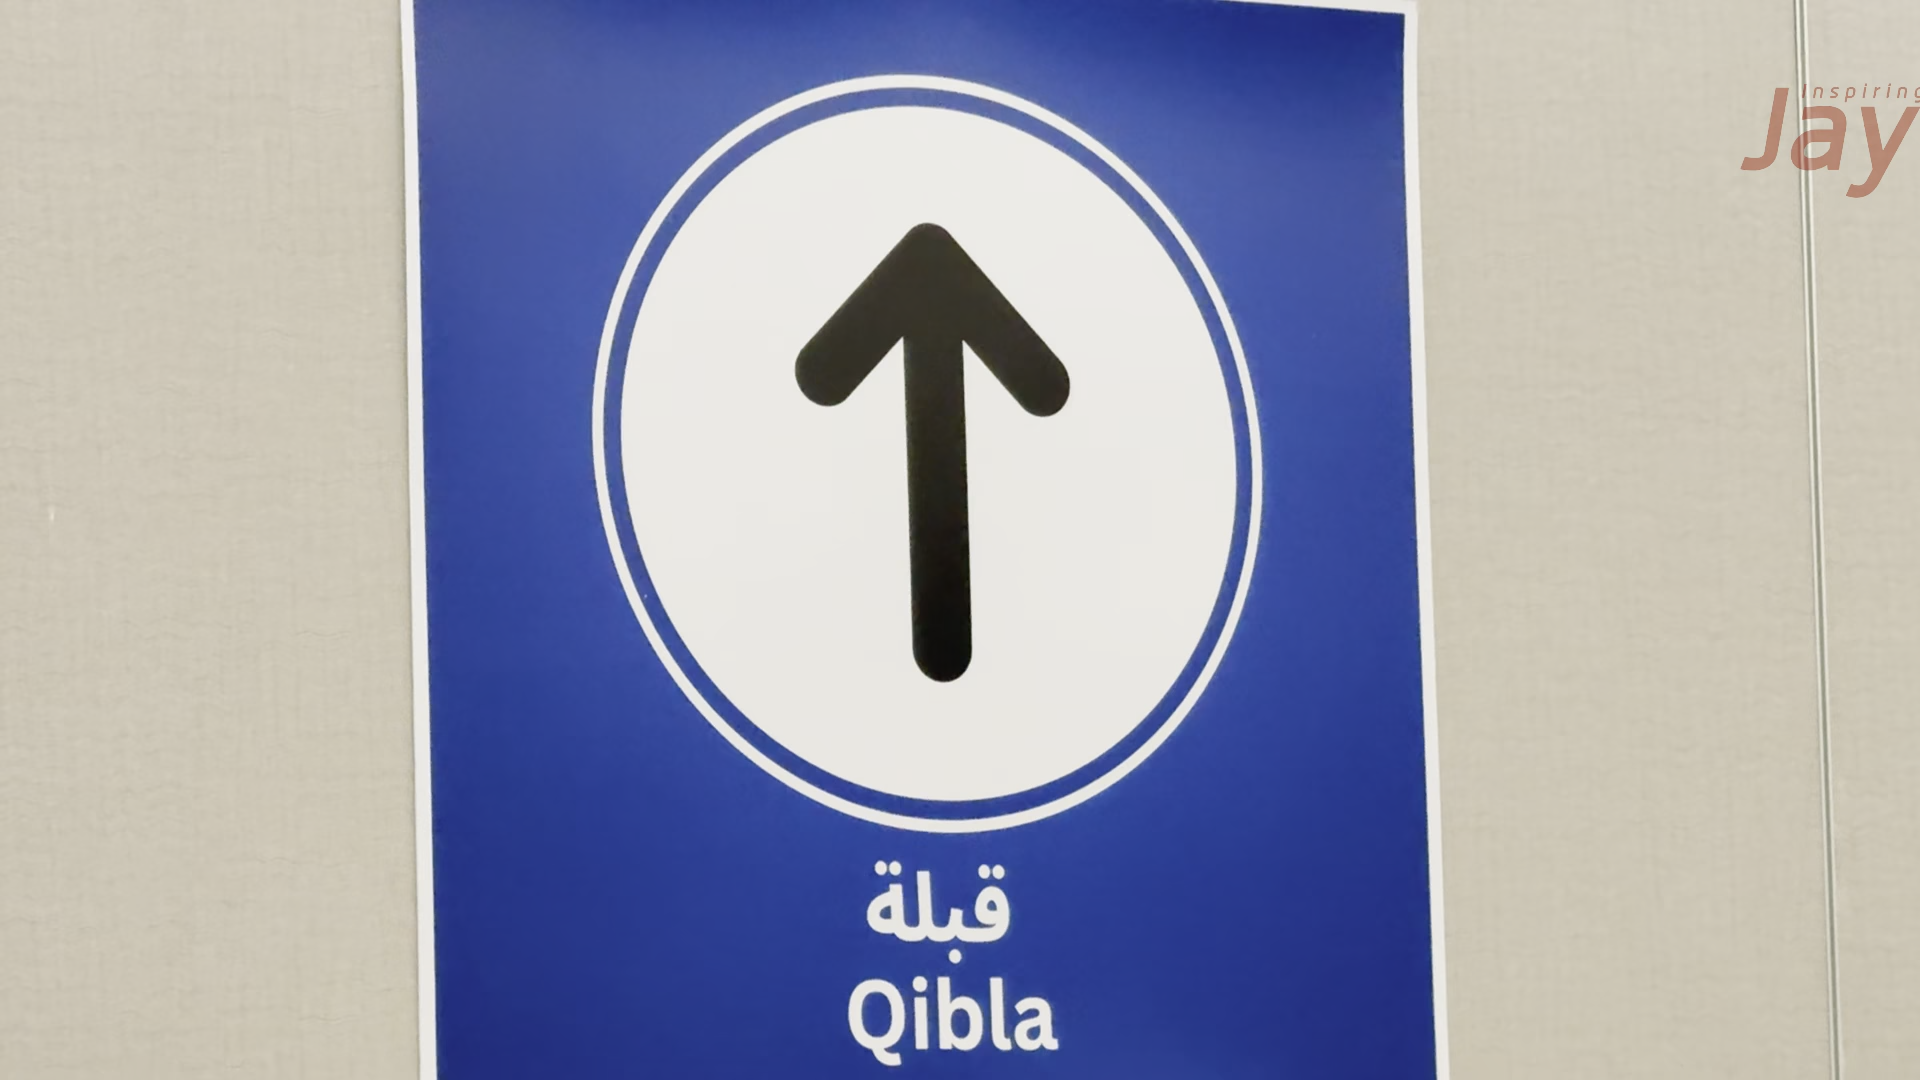 Inspiring
Jay
قبلة
Qibla